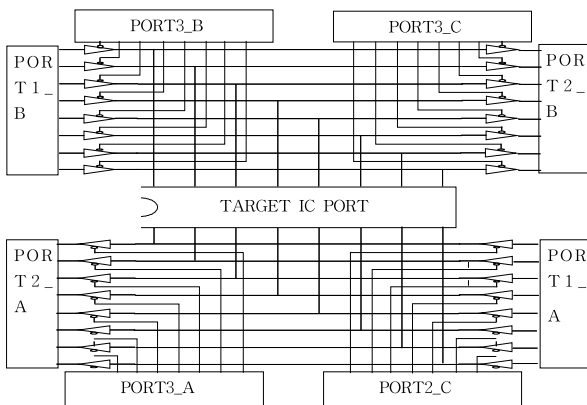 PORT3_B
PORT3_C
POR
T1_
B
POR
T2_
B
TARGET IC PORT
POR
T2_
A
POR
T1_
A
PORT3_A
PORT2_C